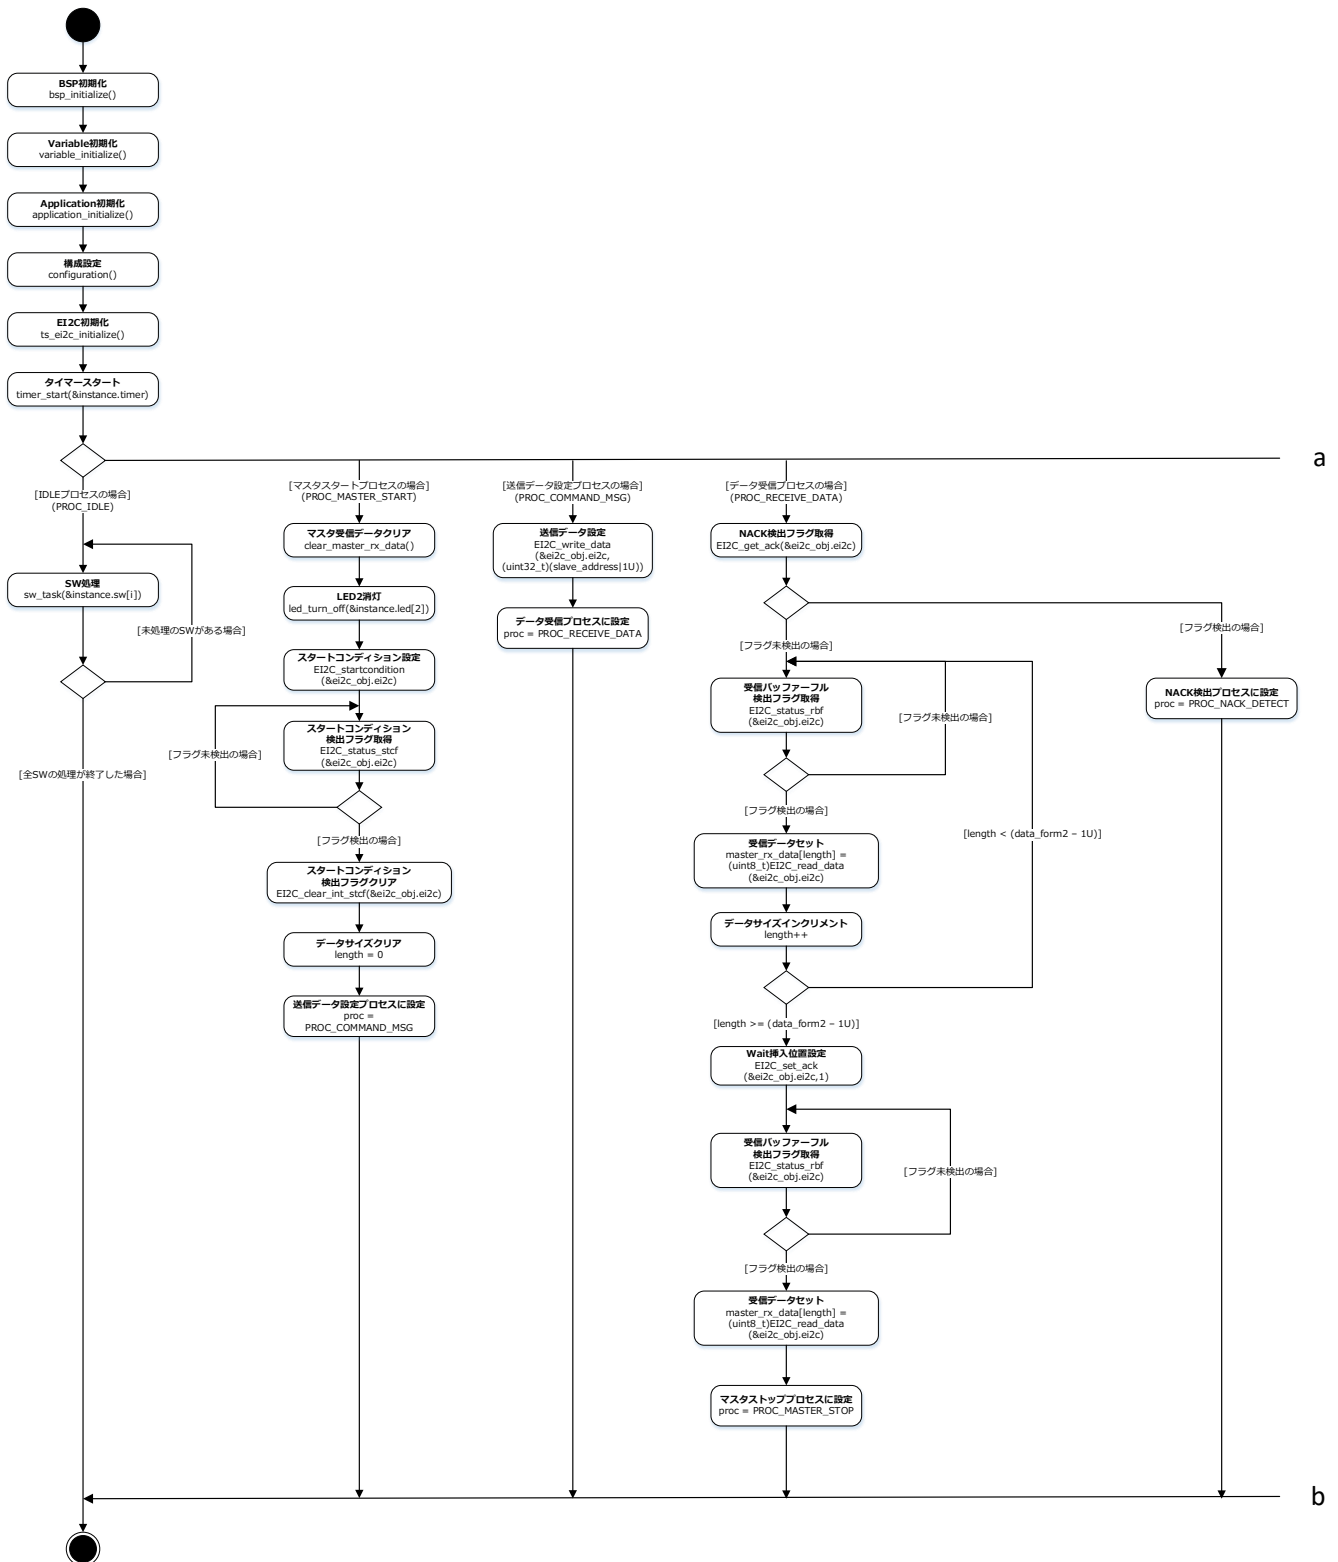 BSP初期化
bsp_initialize()
Variable初期化
variable_initialize()
Application初期化
application_initialize()
構成設定
configuration()
EI2C初期化
ts_ei2c_initialize()
タイマースタート
timer_start(&instance.timer)
a
[IDLEプロセスの場合]
(PROC_IDLE)
SW処理
sw_task(&instance.sw[i])
[未処理のSWがある場合]
[全SWの処理が終了した場合]
[マスタスタートプロセスの場合]
(PROC_MASTER_START)
マスタ受信データクリア
clear_master_rx_data()
LED2消灯
led_turn_off(&instance.led[2])
スタートコンディション設定
EI2C_startcondition
(&ei2c_obj.ei2c)
スタートコンディション
検出フラグ取得
EI2C_status_stcf
(&ei2c_obj.ei2c)
[フラグ未検出の場合]
[フラグ検出の場合]
スタートコンディション
検出フラグクリア
EI2C_clear_int_stcf(&ei2c_obj.ei2c)
データサイズクリア
length = 0
送信データ設定プロセスに設定
proc =
PROC_COMMAND_MSG
[送信データ設定プロセスの場合]
(PROC_COMMAND_MSG)
送信データ設定
EI2C_write_data
(&ei2c_obj.ei2c,
(uint32_t)(slave_address|1U))
データ受信プロセスに設定
proc = PROC_RECEIVE_DATA
[データ受信プロセスの場合]
(PROC_RECEIVE_DATA)
NACK検出フラグ取得
EI2C_get_ack(&ei2c_obj.ei2c)
[フラグ未検出の場合]
受信バッファーフル
検出フラグ取得
EI2C_status_rbf
(&ei2c_obj.ei2c)
[フラグ未検出の場合]
[フラグ検出の場合]
受信データセット
master_rx_data[length] =
(uint8_t)EI2C_read_data
(&ei2c_obj.ei2c)
データサイズインクリメント
length++
[length < (data_form2 – 1U)]
[length >= (data_form2 – 1U)]
Wait挿入位置設定
EI2C_set_ack
(&ei2c_obj.ei2c,1)
受信バッファーフル
検出フラグ取得
EI2C_status_rbf
(&ei2c_obj.ei2c)
[フラグ未検出の場合]
[フラグ検出の場合]
受信データセット
master_rx_data[length] =
(uint8_t)EI2C_read_data
(&ei2c_obj.ei2c)
マスタストッププロセスに設定
proc = PROC_MASTER_STOP
[フラグ検出の場合]
NACK検出プロセスに設定
proc = PROC_NACK_DETECT
b